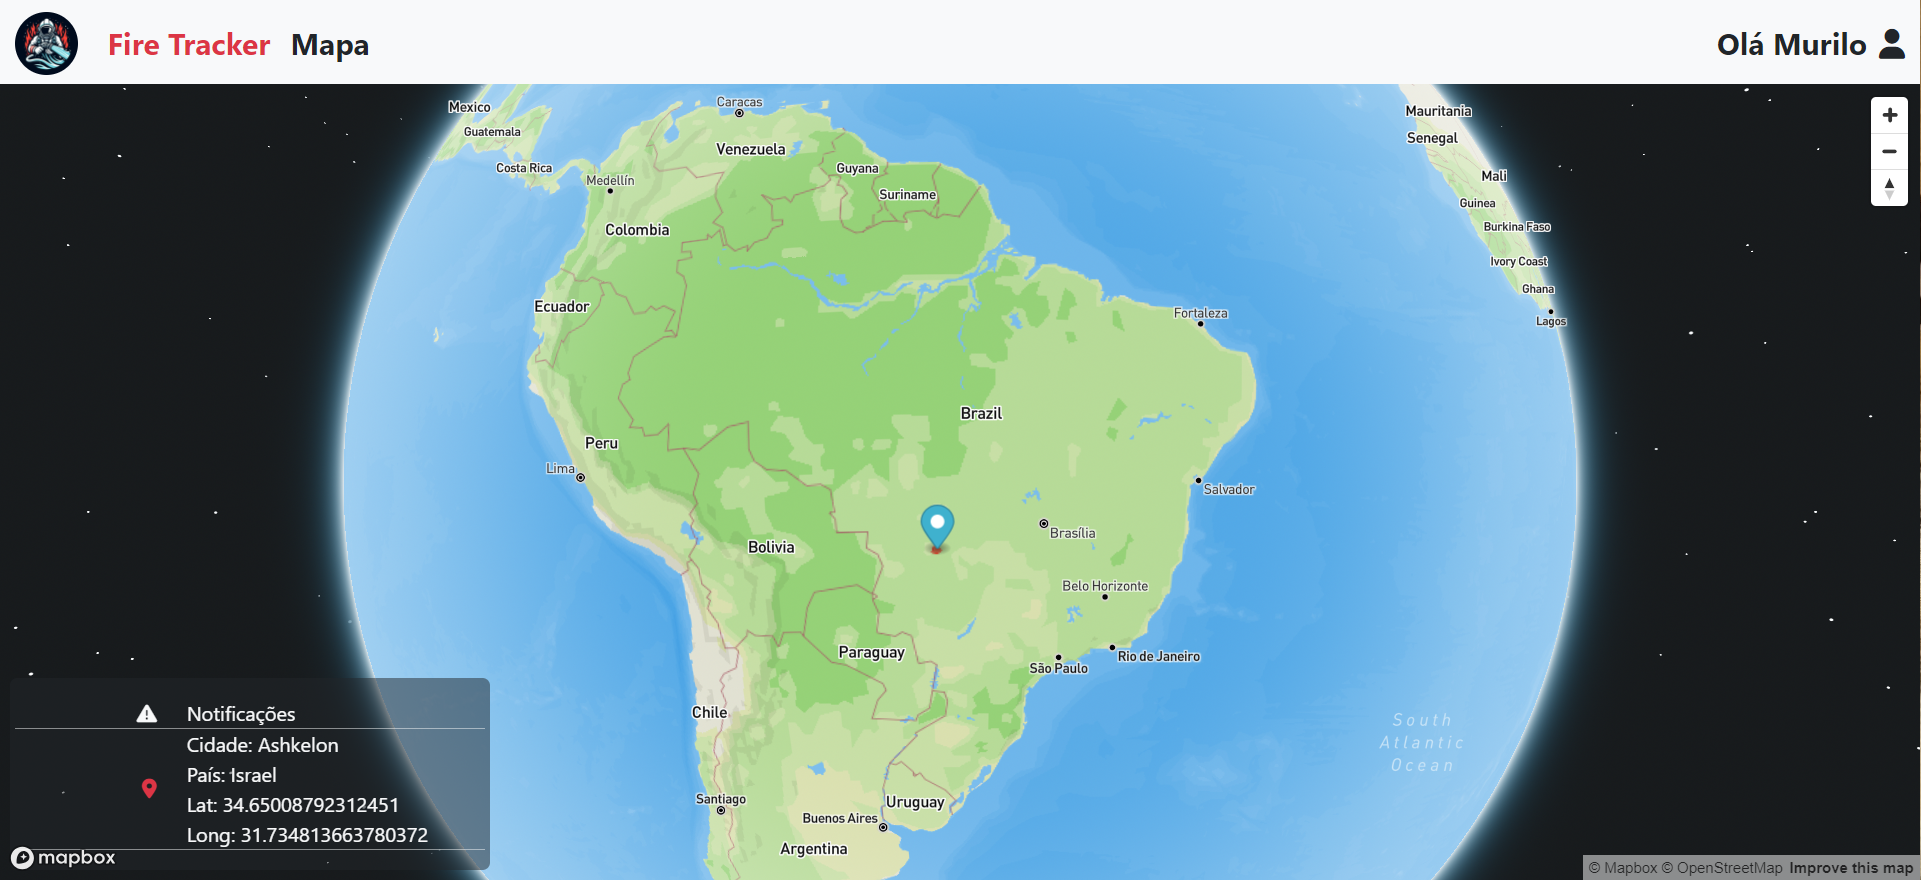 Fire Tracker Mapa
Olá Murilo
Mexico
Guatemala
Costa Rica
Caracas
Venezuela
Medellín
Colombia
Guyana
Suriname
Ecuador
Peru
Lima
Brazil
Fortaleza
Salvador
Brasília
Bolivia
Belo Horizonte
Paraguay
São Paulo
Rio de Janeiro
Chile
Santiago
Buenos Aires
Uruguay
Argentina
Mauritania
Senegal
Mali
Guinea
Burkina Faso
Ivory Coast
Ghana
Lagos
South
Atlantic
Ocean
Notificações
Cidade: Ashkelon
País: Israel
Lat: 34.65008792312451
Long: 31.734813663780372
mapbox
© Mapbox © OpenStreetMap Improve this map